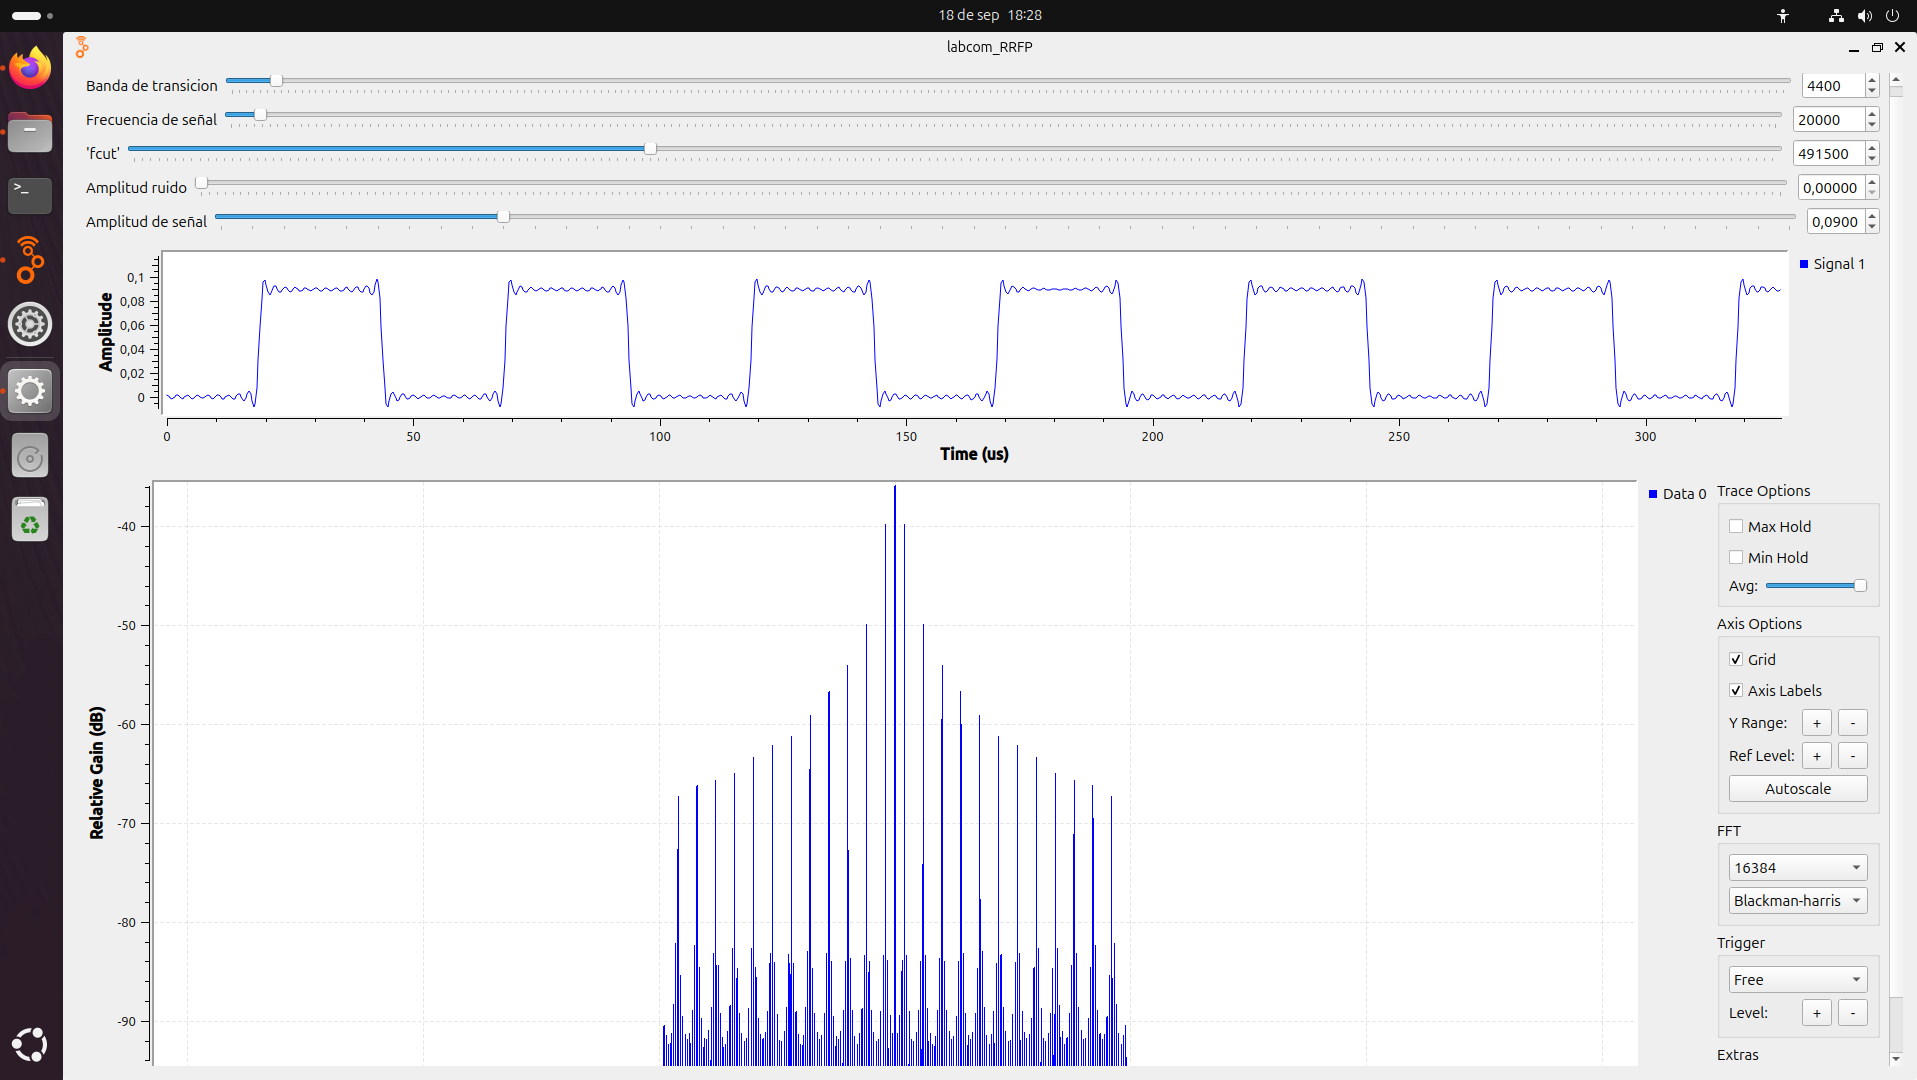 18 de sep 18:28
labcom_RRFP
Banda de transicion 4400
Frecuencia de señal 20000
'fcut' 491500
Amplitud ruido 0,00000
Amplitud de señal 0,0900
Signal 1
Amplitude
0,1
0,08
0,06
0,04
0,02
0
0 50 100 150 200 250 300
Time (us)
Data 0
Relative Gain (dB)
-40
-50
-60
-70
-80
-90
Trace Options
Max Hold
Min Hold
Avg:
Axis Options
Grid
Axis Labels
Y Range: + -
Ref Level: + -
Autoscale
FFT
16384
Blackman-harris
Trigger
Free
Level: + -
Extras